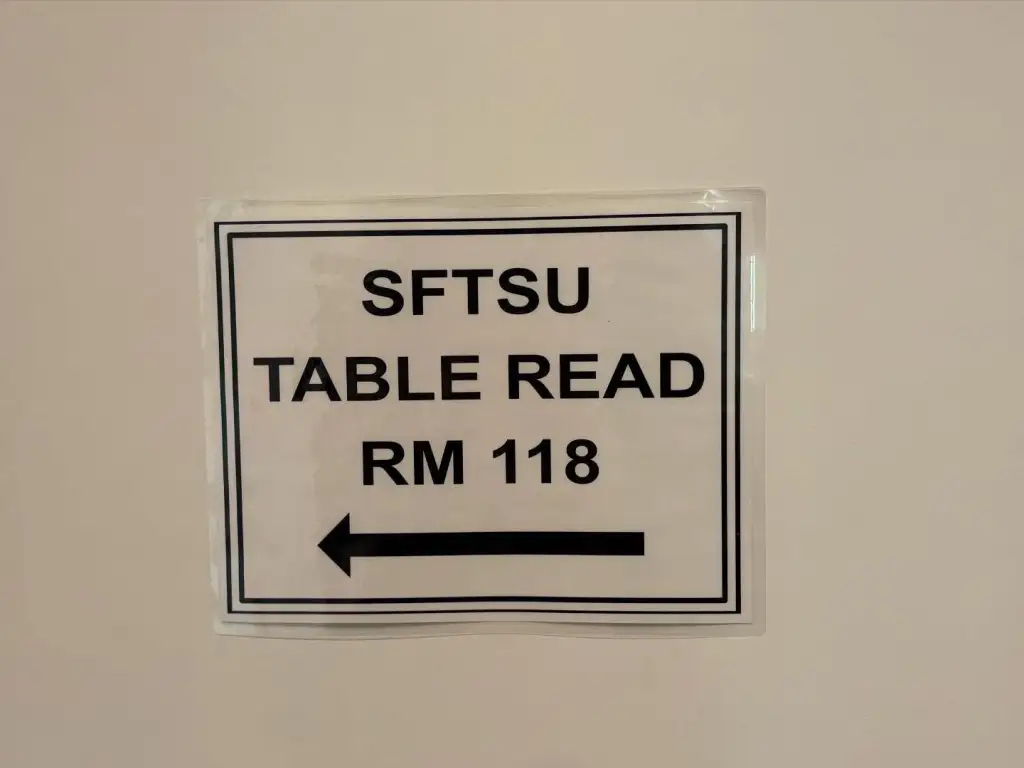 SFTSU
TABLE READ
RM 118